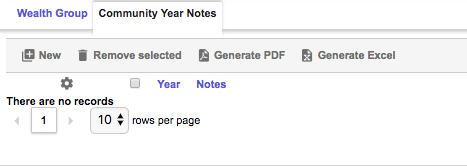 Wealth Group Community Year Notes
New Remove selected Generate PDF Generate Excel
Year Notes
There are no records
1 10 rows per page